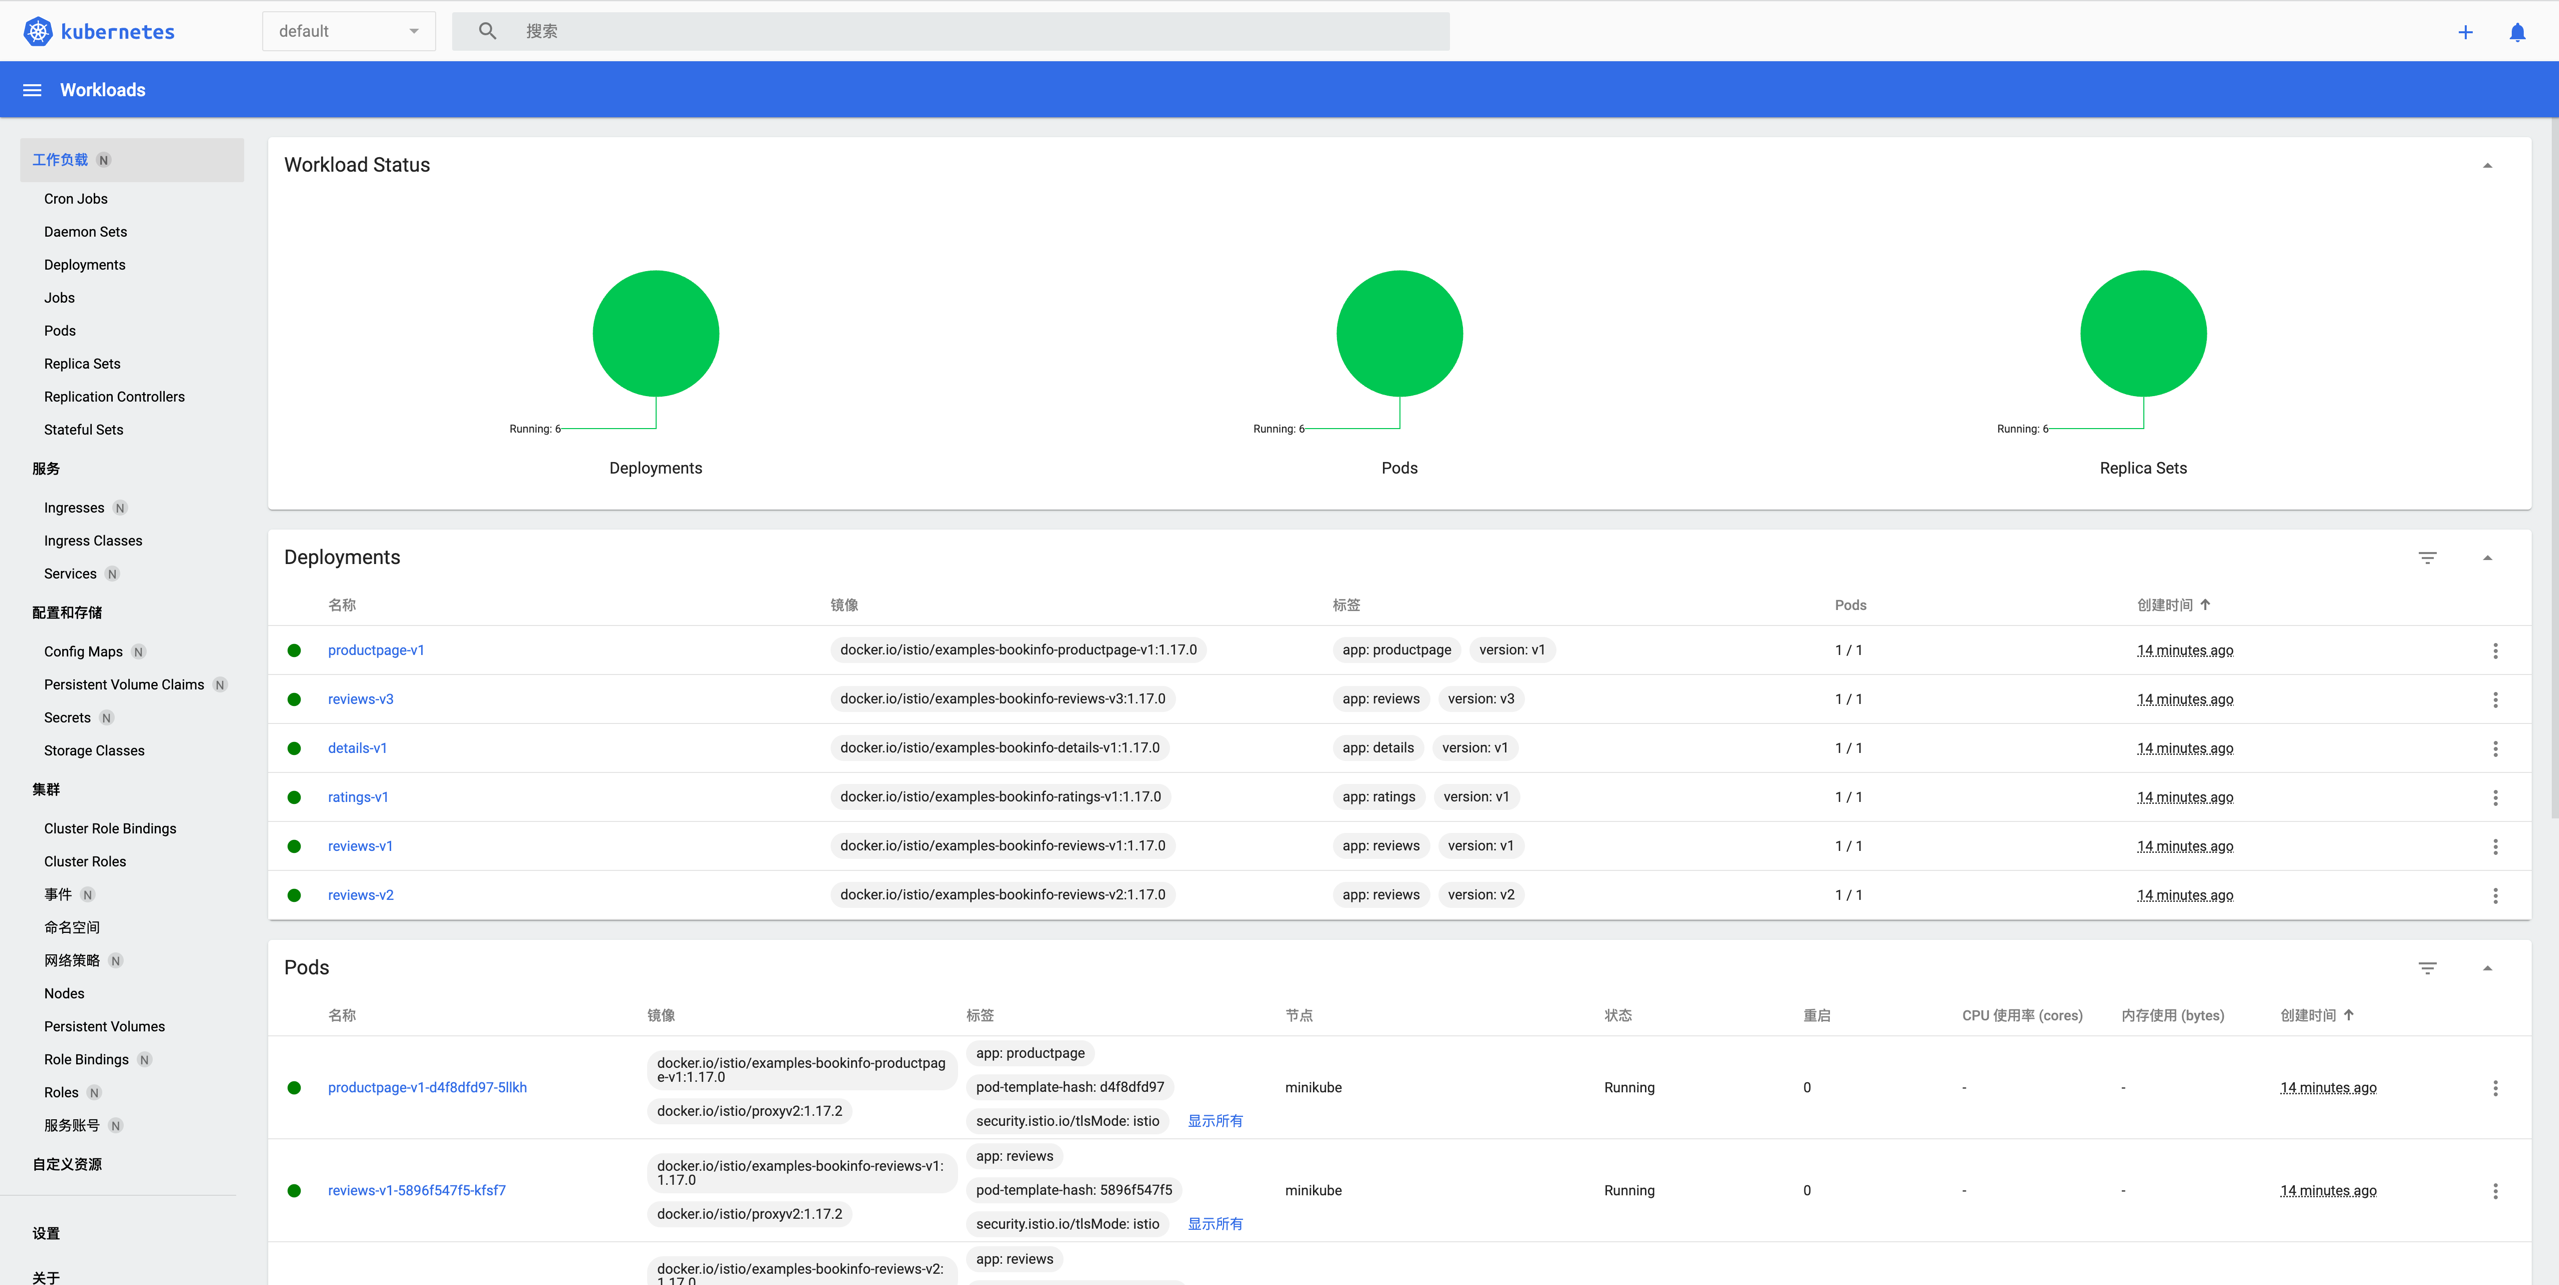 kubernetes
default
搜索
Workloads
工作负载 N
Cron Jobs
Daemon Sets
Deployments
Jobs
Pods
Replica Sets
Replication Controllers
Stateful Sets
服务
Ingresses N
Ingress Classes
Services N
配置和存储
Config Maps N
Persistent Volume Claims N
Secrets N
Storage Classes
集群
Cluster Role Bindings
Cluster Roles
事件 N
命名空间
网络策略 N
Nodes
Persistent Volumes
Role Bindings N
Roles N
服务账号 N
自定义资源
设置
关于
Workload Status
Running: 6
Deployments
Running: 6
Pods
Running: 6
Replica Sets
Deployments
名称 镜像 标签 Pods 创建时间
productpage-v1 docker.io/istio/examples-bookinfo-productpage-v1:1.17.0 app: productpage version: v1 1 / 1 14 minutes ago
reviews-v3 docker.io/istio/examples-bookinfo-reviews-v3:1.17.0 app: reviews version: v3 1 / 1 14 minutes ago
details-v1 docker.io/istio/examples-bookinfo-details-v1:1.17.0 app: details version: v1 1 / 1 14 minutes ago
ratings-v1 docker.io/istio/examples-bookinfo-ratings-v1:1.17.0 app: ratings version: v1 1 / 1 14 minutes ago
reviews-v1 docker.io/istio/examples-bookinfo-reviews-v1:1.17.0 app: reviews version: v1 1 / 1 14 minutes ago
reviews-v2 docker.io/istio/examples-bookinfo-reviews-v2:1.17.0 app: reviews version: v2 1 / 1 14 minutes ago
Pods
名称 镜像 标签 节点 状态 重启 CPU 使用率 (cores) 内存使用 (bytes) 创建时间
productpage-v1-d4f8dfd97-5llkh
docker.io/istio/examples-bookinfo-productpag
e-v1:1.17.0
docker.io/istio/proxyv2:1.17.2
app: productpage
pod-template-hash: d4f8dfd97
security.istio.io/tlsMode: istio 显示所有
minikube Running 0 - - 14 minutes ago
reviews-v1-5896f547f5-kfsf7
docker.io/istio/examples-bookinfo-reviews-v1:
1.17.0
docker.io/istio/proxyv2:1.17.2
app: reviews
pod-template-hash: 5896f547f5
security.istio.io/tlsMode: istio 显示所有
minikube Running 0 - - 14 minutes ago
docker.io/istio/examples-bookinfo-reviews-v2:
1.17.0
app: reviews